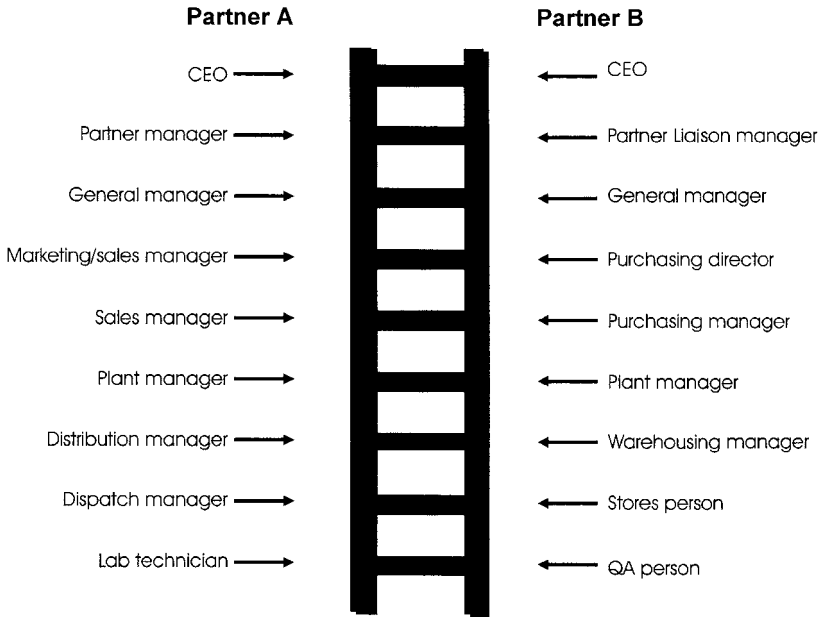 Partner A
Partner B
CEO
CEO
Partner manager
Partner Liaison manager
General manager
General manager
Marketing/sales manager
Purchasing director
Sales manager
Purchasing manager
Plant manager
Plant manager
Distribution manager
Warehousing manager
Dispatch manager
Stores person
Lab technician
QA person